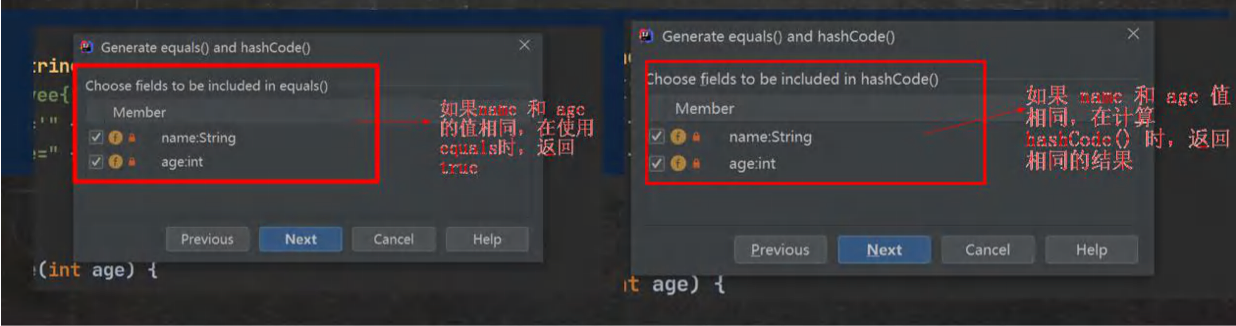 Generate equals() and hashCode()
Choose fields to be included in equals()
Member
name:String
age:int
Previous Next Cancel Help
如果name 和 age
的值相同，在使用
equals时，返回
true
(int age) {
Generate equals() and hashCode()
Choose fields to be included in hashCode()
Member
name:String
age:int
Previous Next Cancel Help
如果 name 和 age 值
相同，在计算
hashCode() 时，返回
相同的结果
age) {